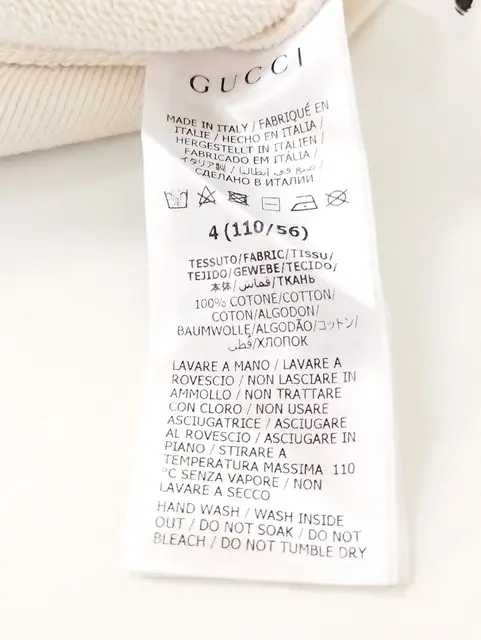 GUCCI
MADE IN ITALY / FABRIQUÉ EN
ITALIE / HECHO EN ITALIA /
HERGESTELLT IN ITALIEN /
FABRICADO EM ITÁLIA /
イタリア製 / صنع في إيطاليا /
СДЕЛАНО В ИТАЛИИ
4 (110/56)
TESSUTO/FABRIC/TISSU/
TEJIDO/GEWEBE/TECIDO/
本体/قماش/ТКАНЬ
100% COTONE/COTTON/
COTON/ALGODON/
BAUMWOLLE/ALGODÃO/コットン/
قطن/ХЛОПОК
LAVARE A MANO / LAVARE A
ROVESCIO / NON LASCIARE IN
AMMOLLO / NON TRATTARE
CON CLORO / NON USARE
ASCIUGATRICE / ASCIUGARE
AL ROVESCIO / ASCIUGARE IN
PIANO / STIRARE A
TEMPERATURA MASSIMA 110
°C SENZA VAPORE / NON
LAVARE A SECCO
HAND WASH / WASH INSIDE
OUT / DO NOT SOAK / DO NOT
BLEACH / DO NOT TUMBLE DRY